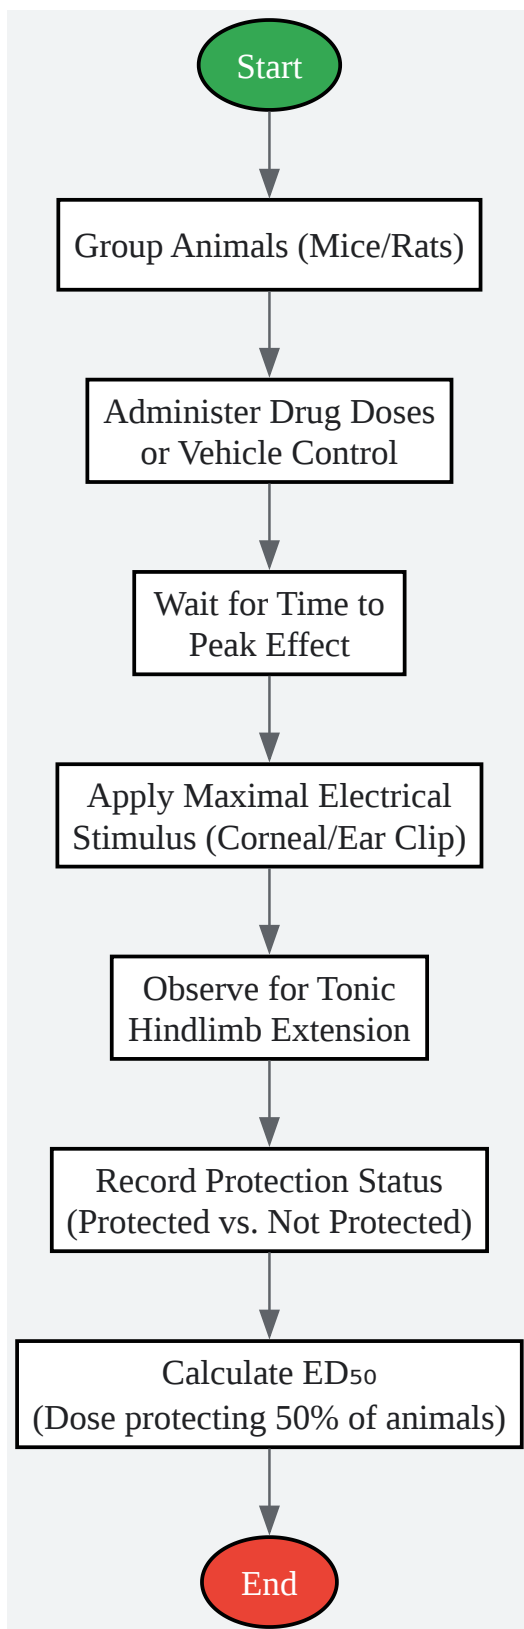 Start
Group Animals (Mice/Rats)
Administer Drug Doses
or Vehicle Control
Wait for Time to
Peak Effect
Apply Maximal Electrical
Stimulus (Corneal/Ear Clip)
Observe for Tonic
Hindlimb Extension
Record Protection Status
(Protected vs. Not Protected)
Calculate ED₅₀
(Dose protecting 50% of animals)
End